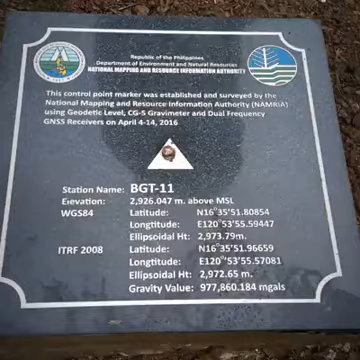 Republic of the Philippines
Department of Environment and Natural Resources
NATIONAL MAPPING AND RESOURCE INFORMATION AUTHORITY
This control point marker was established and surveyed by the
National Mapping and Resource Information Authority (NAMRIA)
using Geodetic Level, CG-5 Gravimeter and Dual Frequency
GNSS Receivers on April 4-14, 2016
Station Name: BGT-11
Elevation: 2,926.047 m. above MSL
WGS84 Latitude: N16°35'51.80854
Longtitude: E120°53'55.59447
Ellipsoidal Ht: 2,973.79m.
ITRF 2008 Latitude: N16°35'51.96659
Longtitude: E120°53'55.57081
Ellipsoidal Ht: 2,972.65 m.
Gravity Value: 977,860.184 mgals